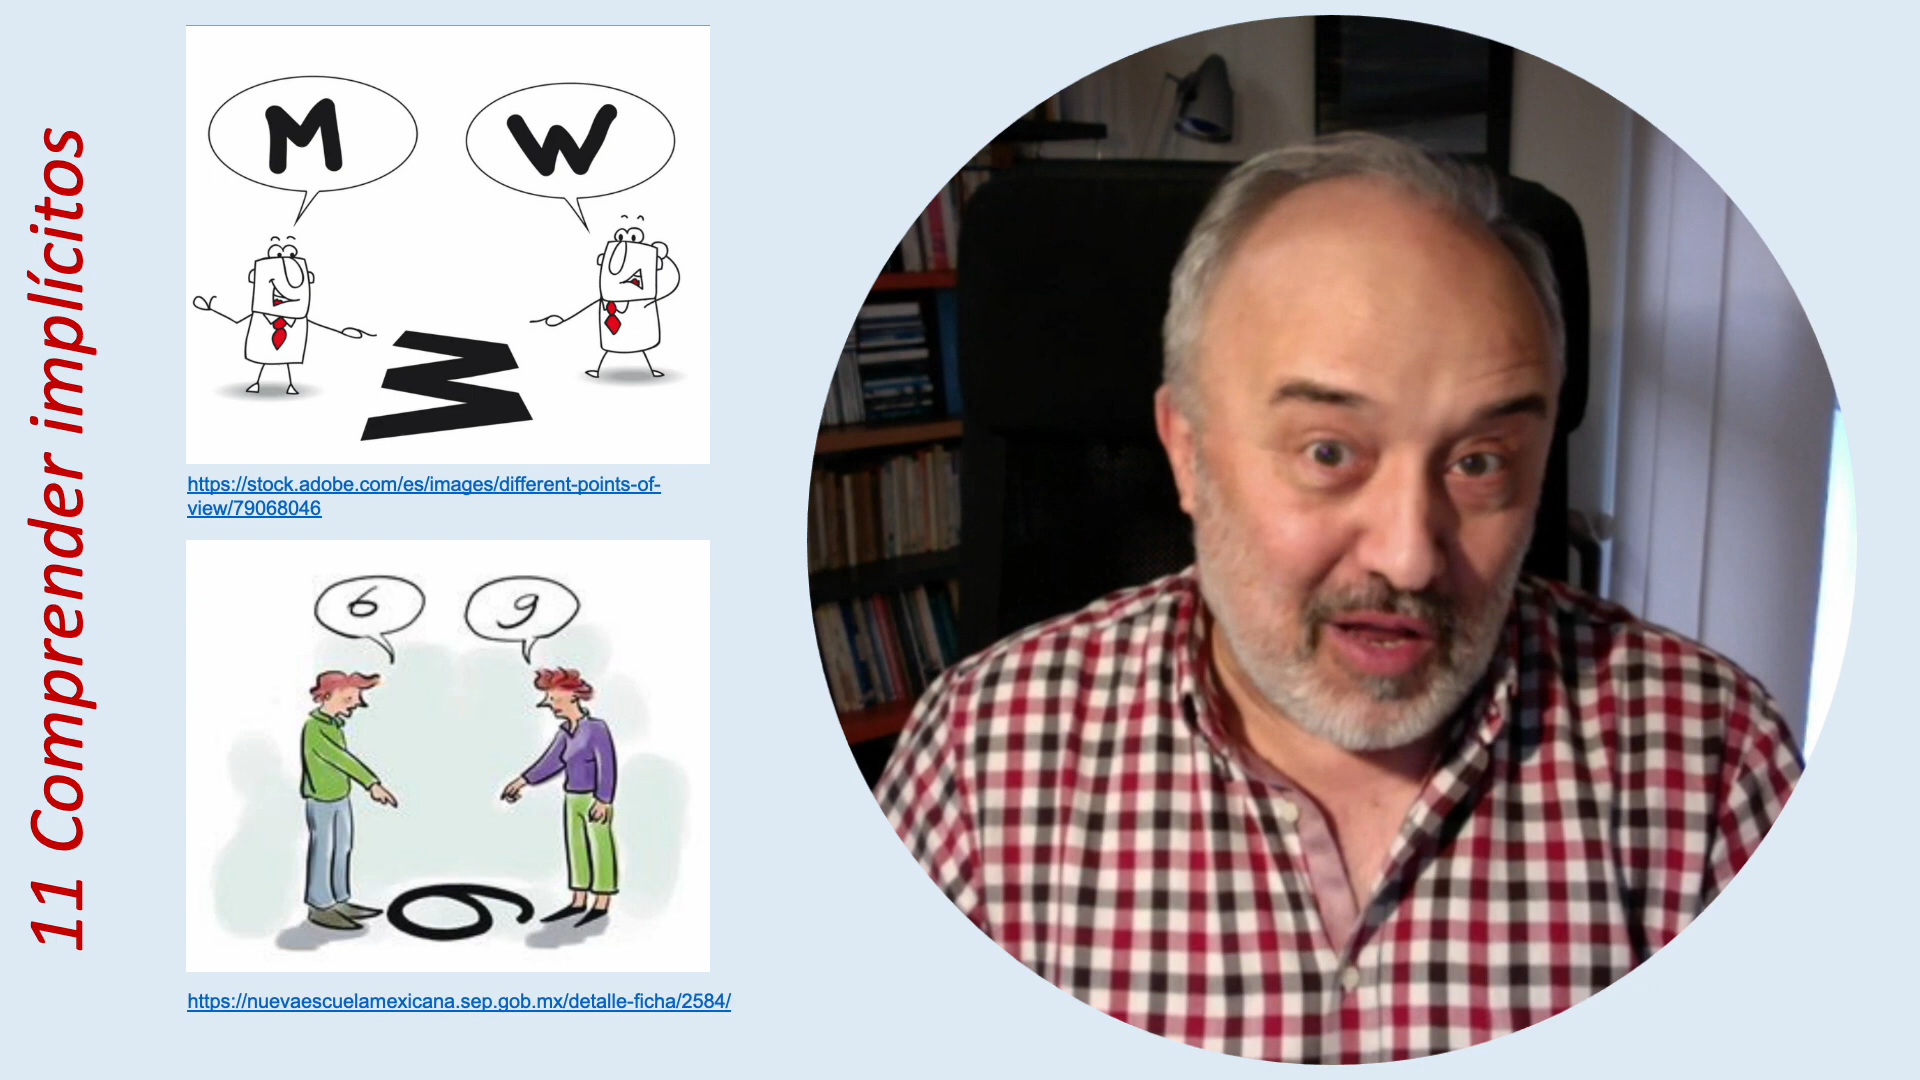 11 Comprender implícitos
M
W
https://stock.adobe.com/es/images/different-points-of-
view/79068046
6
9
https://nuevaescuelamexicana.sep.gob.mx/detalle-ficha/2584/